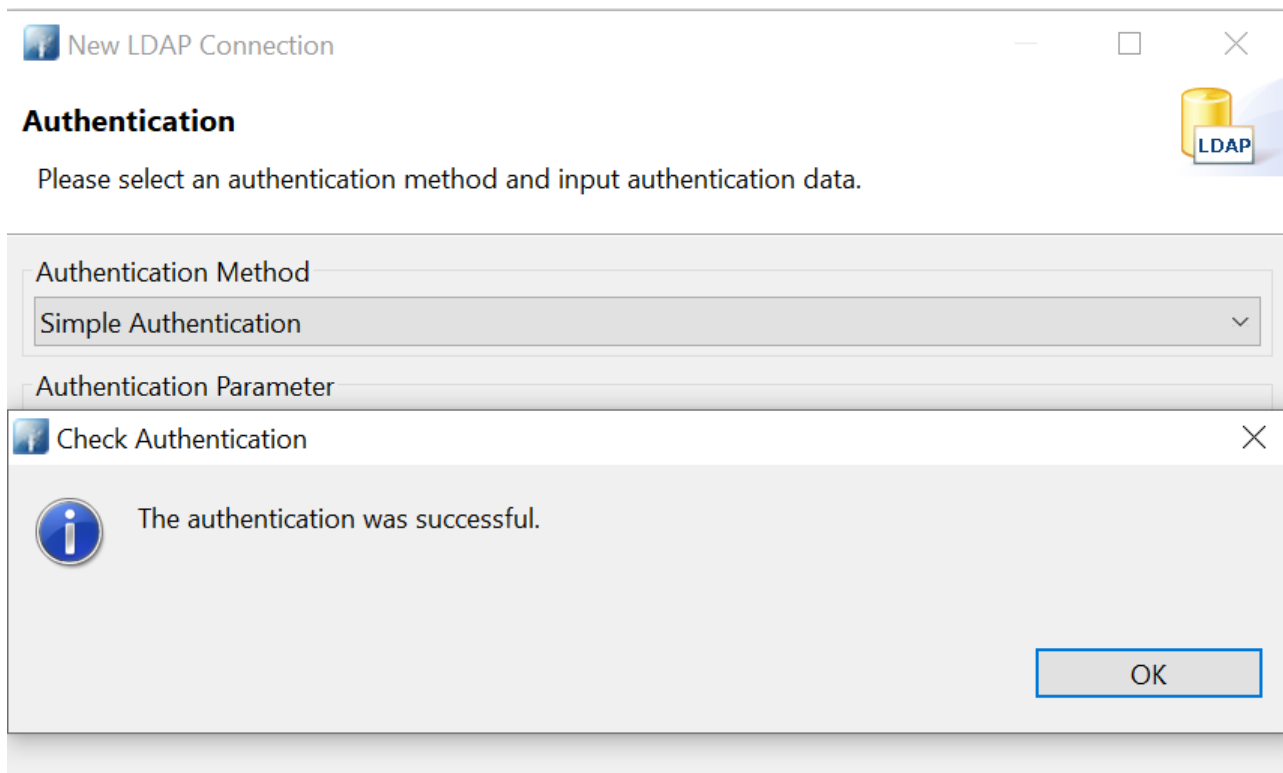 New LDAP Connection
Authentication
LDAP
Please select an authentication method and input authentication data.
Authentication Method
Simple Authentication
Authentication Parameter
Check Authentication
The authentication was successful.
OK